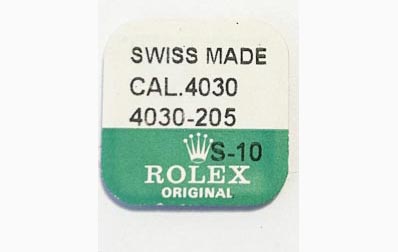 SWISS MADE
CAL.4030
4030-205
S-10
ROLEX
ORIGINAL